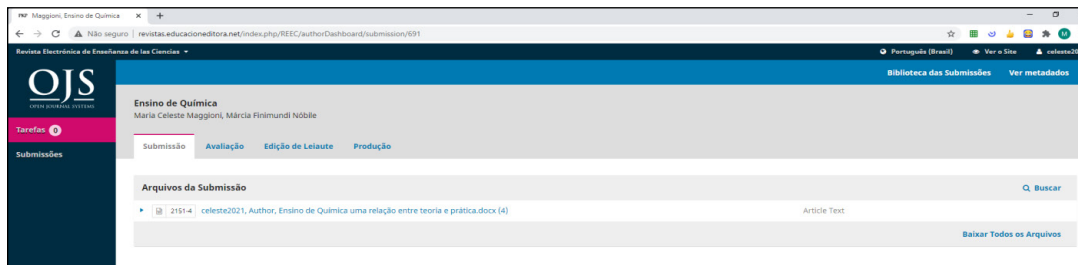 Maggioni, Ensino de Química
Não seguro | revistas.educacioneditora.net/index.php/REEC/authorDashboard/submission/691
Revista Electrónica de Enseñanza de las Ciencias
Português (Brasil) Ver o Site celeste20
OJS
OPEN JOURNAL SYSTEMS
Biblioteca das Submissões Ver metadados
Tarefas 0
Submissões
Ensino de Química
Maria Celeste Maggioni, Márcia Finimundi Nóbile
Submissão Avaliação Edição de Leiaute Produção
Arquivos da Submissão Buscar
2151-4 celeste2021, Author, Ensino de Química uma relação entre teoria e prática.docx (4) Article Text
Baixar Todos os Arquivos